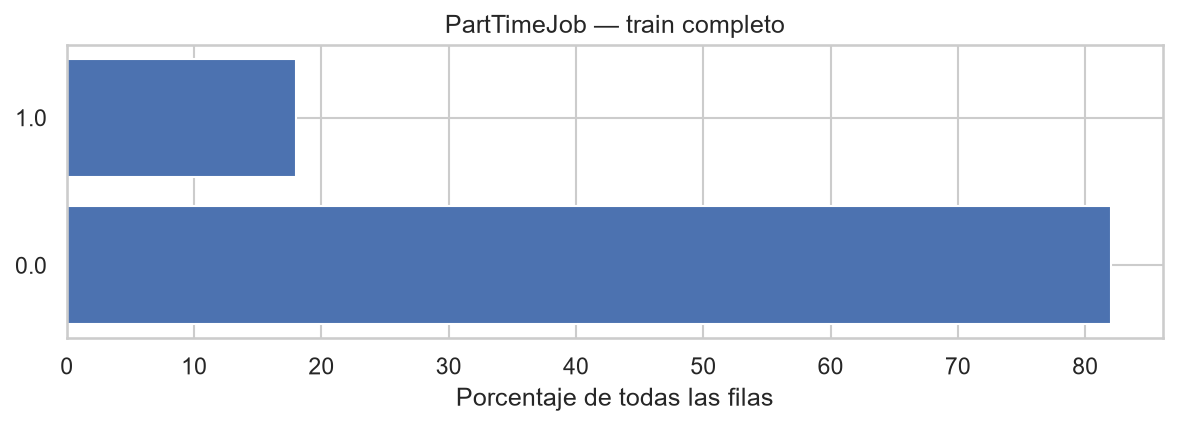 PartTimeJob — train completo
1.0
0.0
0 10 20 30 40 50 60 70 80
Porcentaje de todas las filas